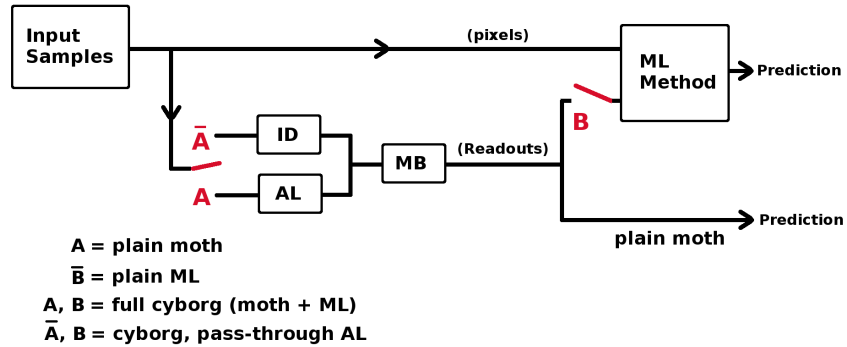 Input
Samples
(pixels)
ML
Method
Prediction
A̅
ID
B
MB
(Readouts)
A
AL
Prediction
plain moth
A = plain moth
B̅ = plain ML
A, B = full cyborg (moth + ML)
A̅, B = cyborg, pass-through AL